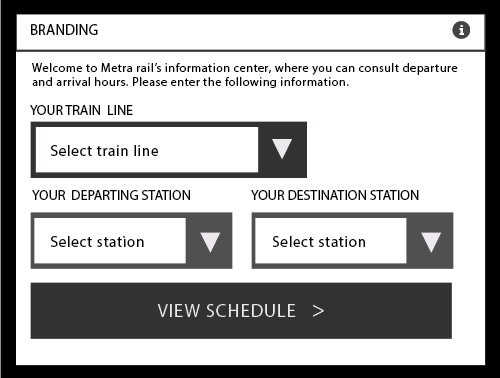 BRANDING
Welcome to Metra rail's information center, where you can consult departure
and arrival hours. Please enter the following information.
YOUR TRAIN LINE
Select train line
YOUR DEPARTING STATION
YOUR DESTINATION STATION
Select station
Select station
VIEW SCHEDULE >